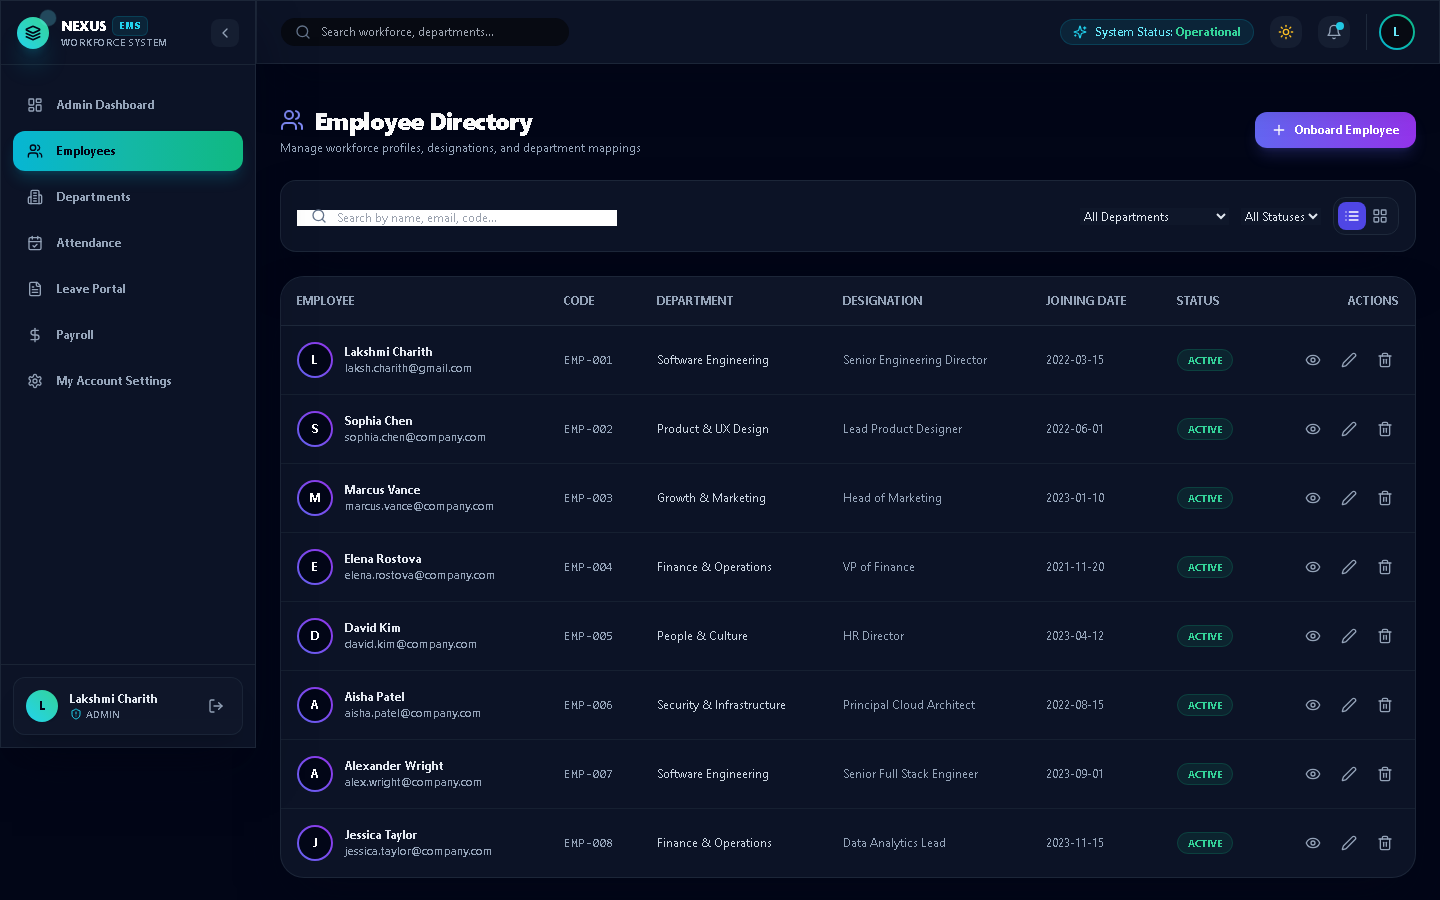 NEXUS EMS
WORKFORCE SYSTEM
Search workforce, departments...
System Status: Operational
L
Admin Dashboard
Employees
Departments
Attendance
Leave Portal
Payroll
My Account Settings
L
Lakshmi Charith
ADMIN
Employee Directory
Manage workforce profiles, designations, and department mappings
Onboard Employee
Search by name, email, code...
All Departments
All Statuses
EMPLOYEE CODE DEPARTMENT DESIGNATION JOINING DATE STATUS ACTIONS
L Lakshmi Charith EMP-001 Software Engineering Senior Engineering Director 2022-03-15 ACTIVE
laksh.charith@gmail.com
S Sophia Chen EMP-002 Product & UX Design Lead Product Designer 2022-06-01 ACTIVE
sophia.chen@company.com
M Marcus Vance EMP-003 Growth & Marketing Head of Marketing 2023-01-10 ACTIVE
marcus.vance@company.com
E Elena Rostova EMP-004 Finance & Operations VP of Finance 2021-11-20 ACTIVE
elena.rostova@company.com
D David Kim EMP-005 People & Culture HR Director 2023-04-12 ACTIVE
david.kim@company.com
A Aisha Patel EMP-006 Security & Infrastructure Principal Cloud Architect 2022-08-15 ACTIVE
aisha.patel@company.com
A Alexander Wright EMP-007 Software Engineering Senior Full Stack Engineer 2023-09-01 ACTIVE
alex.wright@company.com
J Jessica Taylor EMP-008 Finance & Operations Data Analytics Lead 2023-11-15 ACTIVE
jessica.taylor@company.com